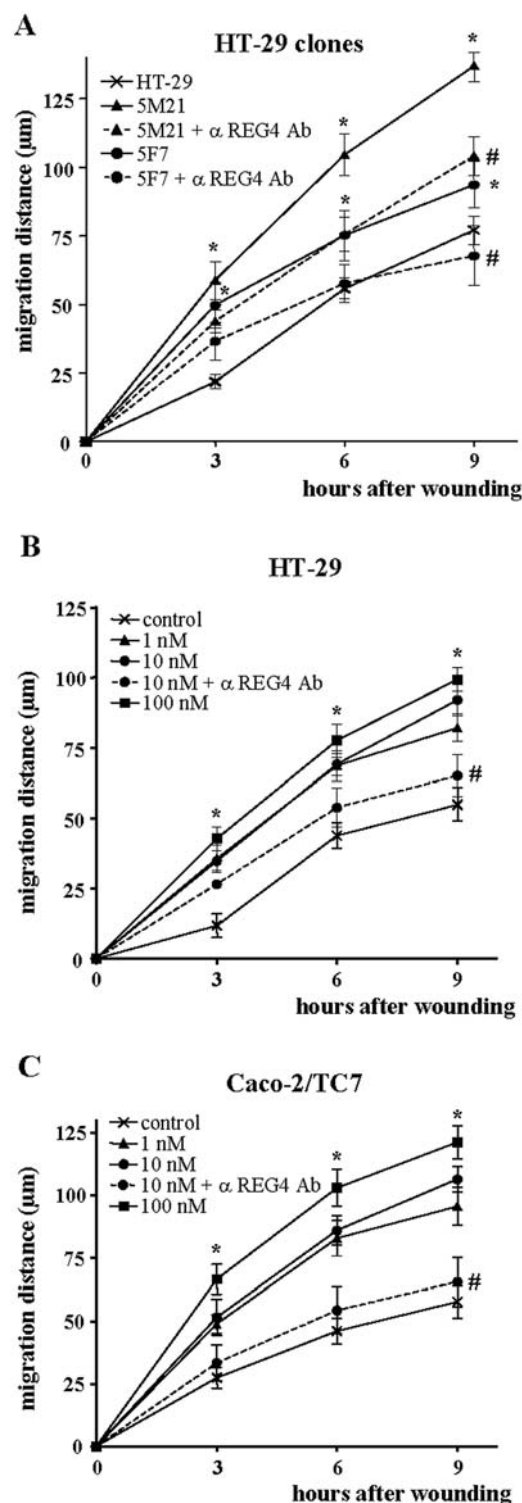 A
HT-29 clones
HT-29
5M21
5M21 + α REG4 Ab
5F7
5F7 + α REG4 Ab
migration distance (µm)
125
100
75
50
25
0
*
*
*
*
*
*
#
#
0 3 6 9
hours after wounding
B
HT-29
control
1 nM
10 nM
10 nM + α REG4 Ab
100 nM
migration distance (µm)
125
100
75
50
25
0
*
*
*
#
0 3 6 9
hours after wounding
C
Caco-2/TC7
control
1 nM
10 nM
10 nM + α REG4 Ab
100 nM
migration distance (µm)
125
100
75
50
25
0
*
*
*
#
0 3 6 9
hours after wounding